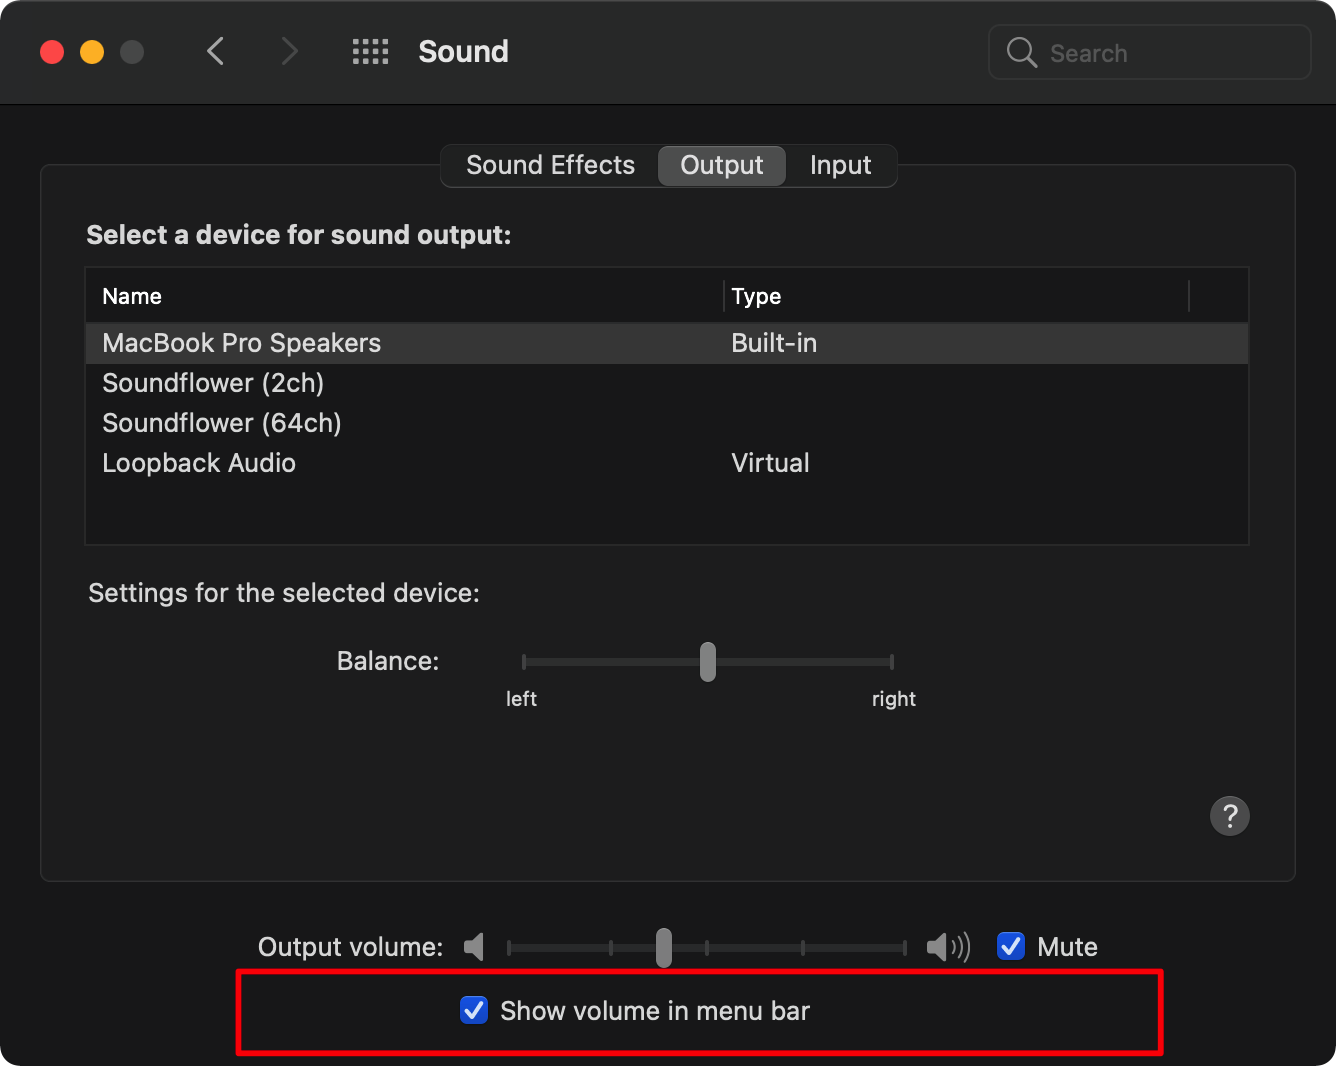 Sound
Search
Sound Effects Output Input
Select a device for sound output:
Name Type
MacBook Pro Speakers Built-in
Soundflower (2ch)
Soundflower (64ch)
Loopback Audio Virtual
Settings for the selected device:
Balance:
left right
?
Output volume: Mute
Show volume in menu bar